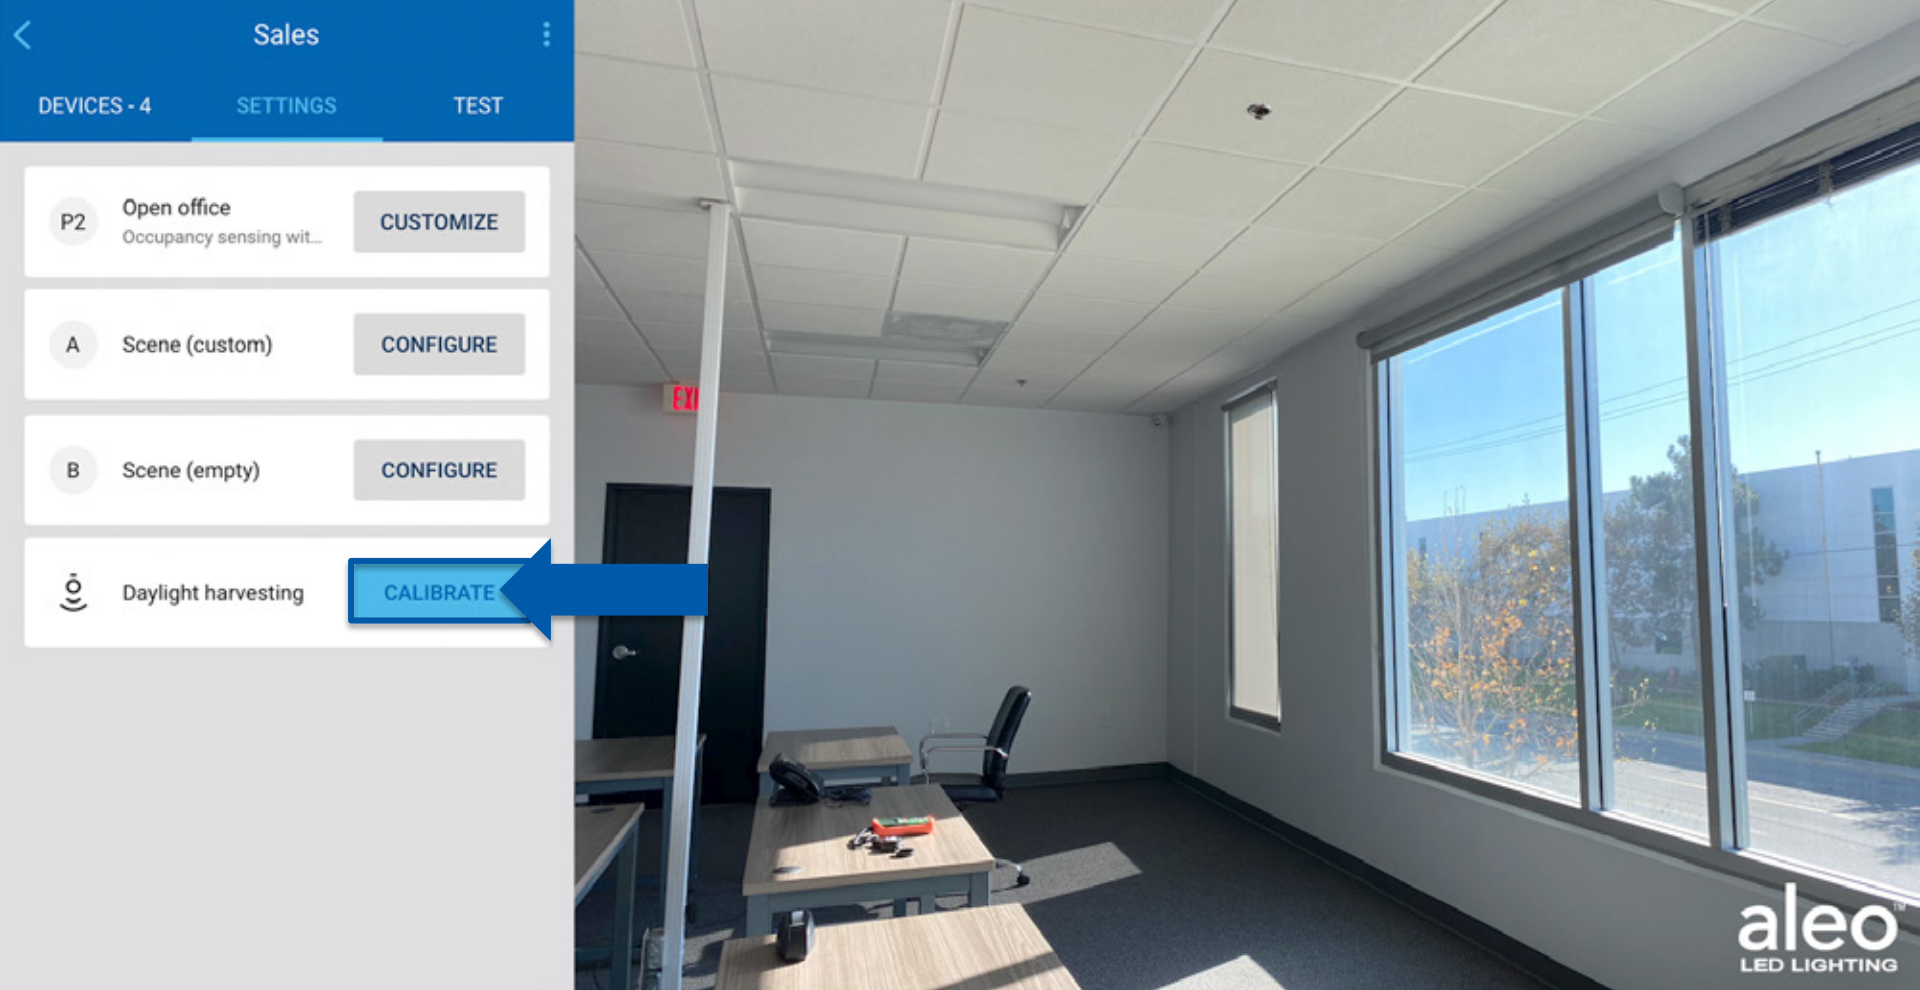 Sales
DEVICES - 4
SETTINGS
TEST
P2
Open office
Occupancy sensing wit...
CUSTOMIZE
A
Scene (custom)
CONFIGURE
B
Scene (empty)
CONFIGURE
Daylight harvesting
CALIBRATE
EXI
aleo™
LED LIGHTING